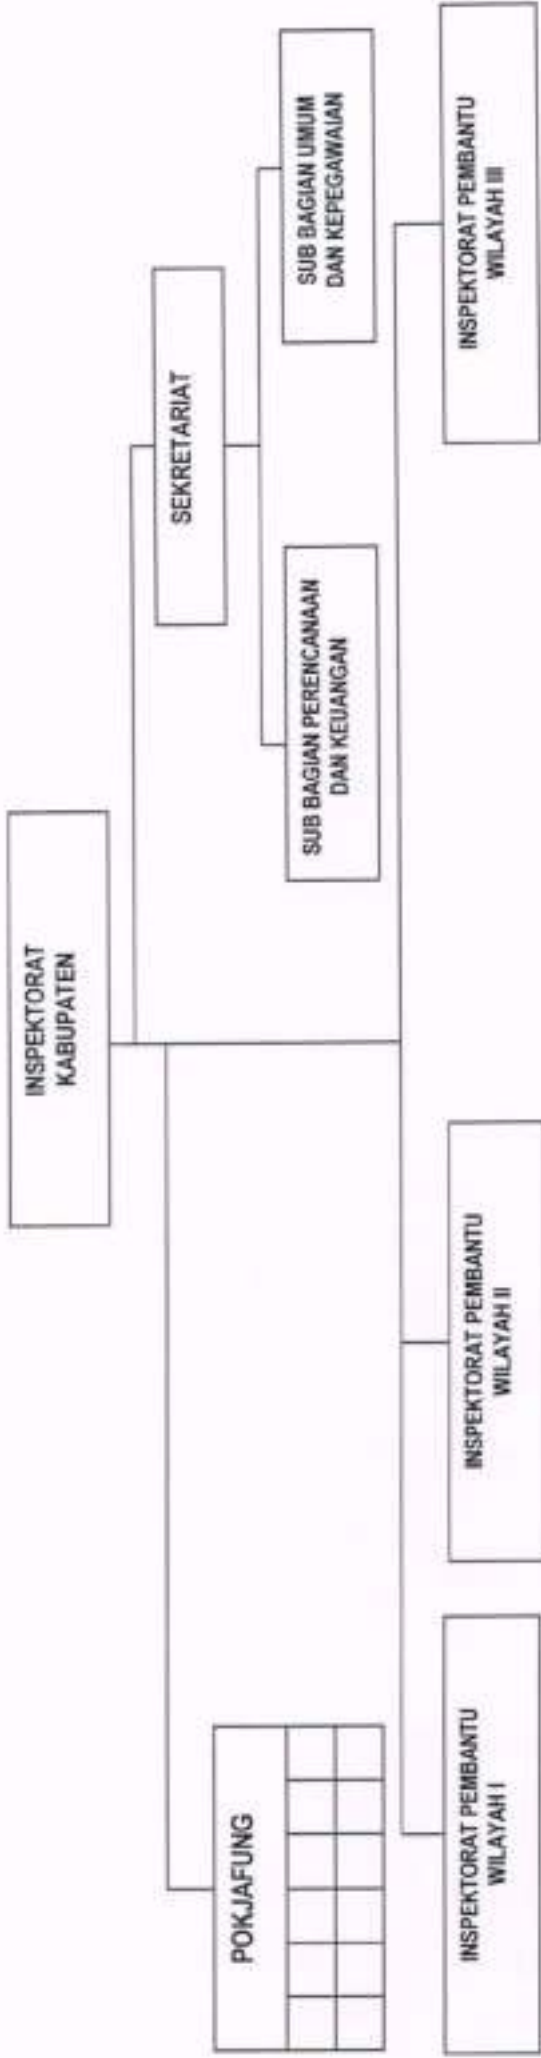 INSPEKTORAT
KABUPATEN
SEKRETARIAT
POKJAFUNG
SUB BAGIAN PERENCANAAN
DAN KEUANGAN
SUB BAGIAN UMUM
DAN KEPEGAWAIAN
INSPEKTORAT PEMBANTU
WILAYAH I
INSPEKTORAT PEMBANTU
WILAYAH II
INSPEKTORAT PEMBANTU
WILAYAH III